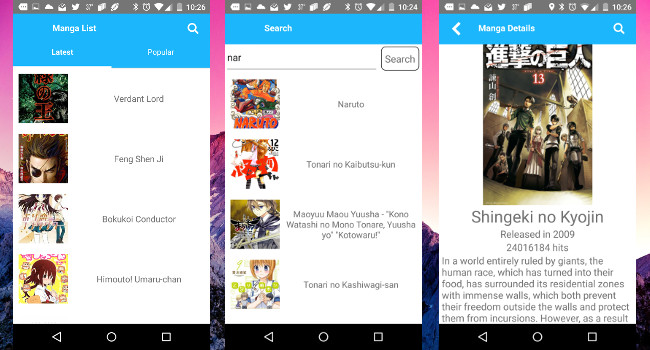 10:26
Manga List
Latest
Popular
Verdant Lord
Feng Shen Ji
Bokukoi Conductor
Himouto! Umaru-chan
10:24
Search
nar
Search
Naruto
12
Tonari no Kaibutsu-kun
Maoyuu Maou Yuusha - "Kono
Watashi no Mono Tonare, Yuusha
yo" "Kotowaru!"
Tonari no Kashiwagi-san
10:26
Manga Details
進撃の巨人
諫山創
13
Shingeki no Kyojin
Released in 2009
24016184 hits
In a world entirely ruled by giants, the
human race, which has turned into their
food, has surrounded its residential zones
with immense walls, which both prevent
their freedom outside the walls and protect
them from incursions. However, as a result